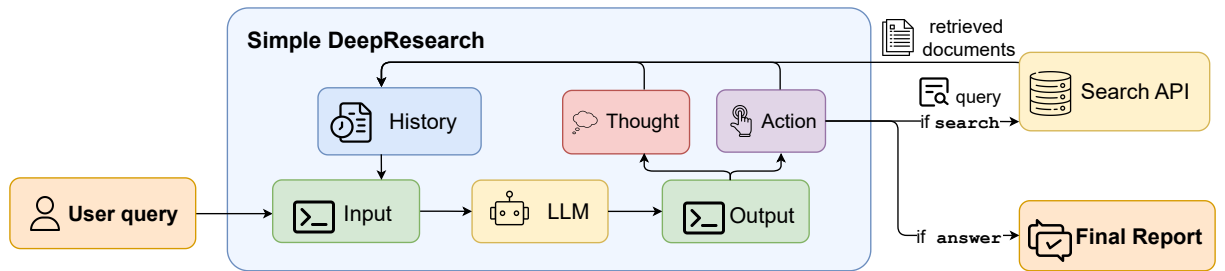 Simple DeepResearch
retrieved
documents
History
Thought
Action
query
if search
Search API
User query
Input
LLM
Output
if answer
Final Report